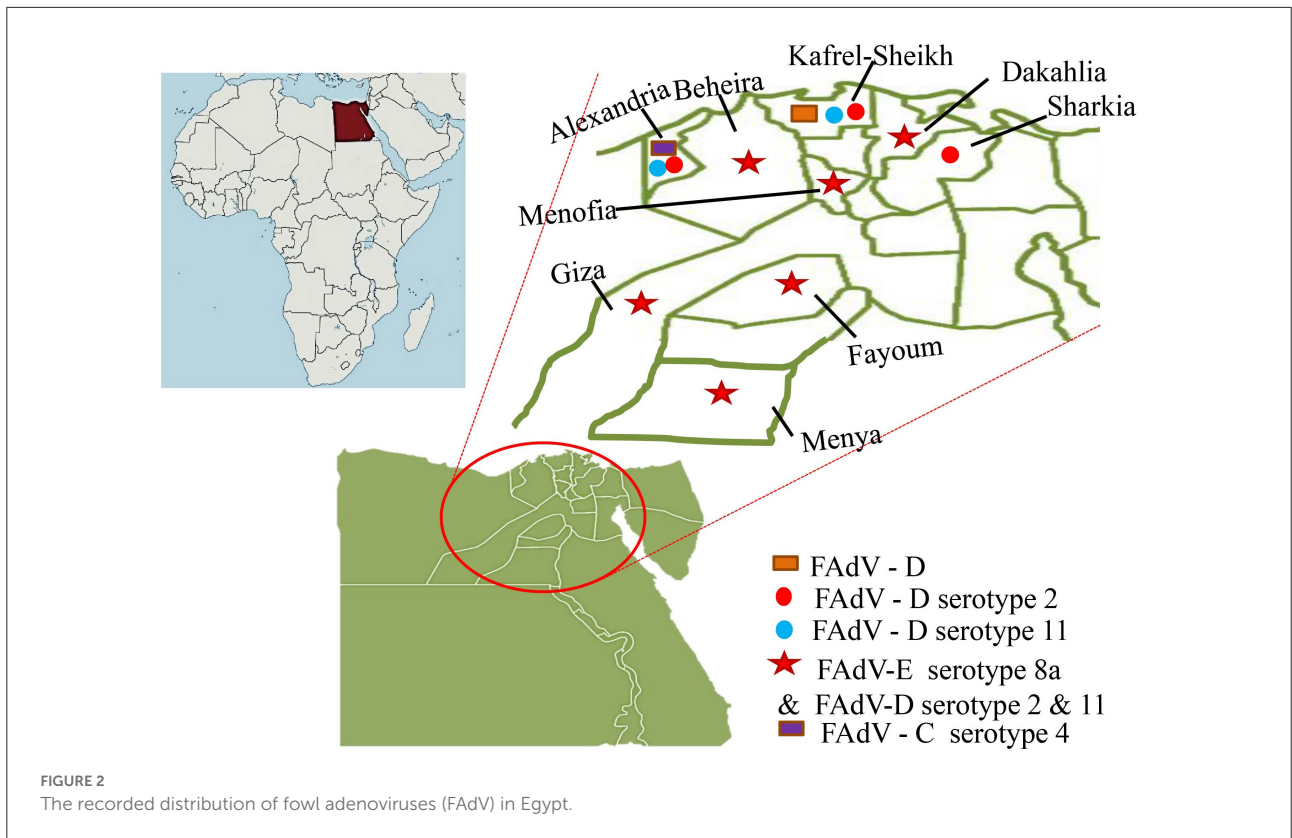 Kafrel-Sheikh
Dakahlia
Beheira
Alexandria
Sharkia
Menofia
Giza
Fayoum
Menya
FAdV - D
FAdV - D serotype 2
FAdV - D serotype 11
FAdV-E serotype 8a
& FAdV-D serotype 2 & 11
FAdV - C serotype 4
FIGURE 2
The recorded distribution of fowl adenoviruses (FAdV) in Egypt.